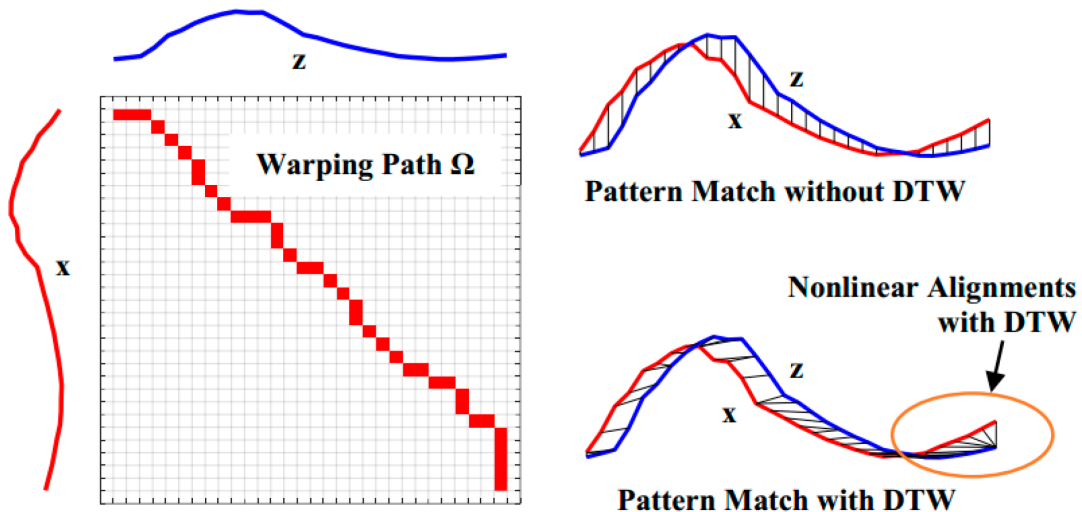 z
x
Warping Path Ω
z
x
Pattern Match without DTW
Nonlinear Alignments
with DTW
z
x
Pattern Match with DTW